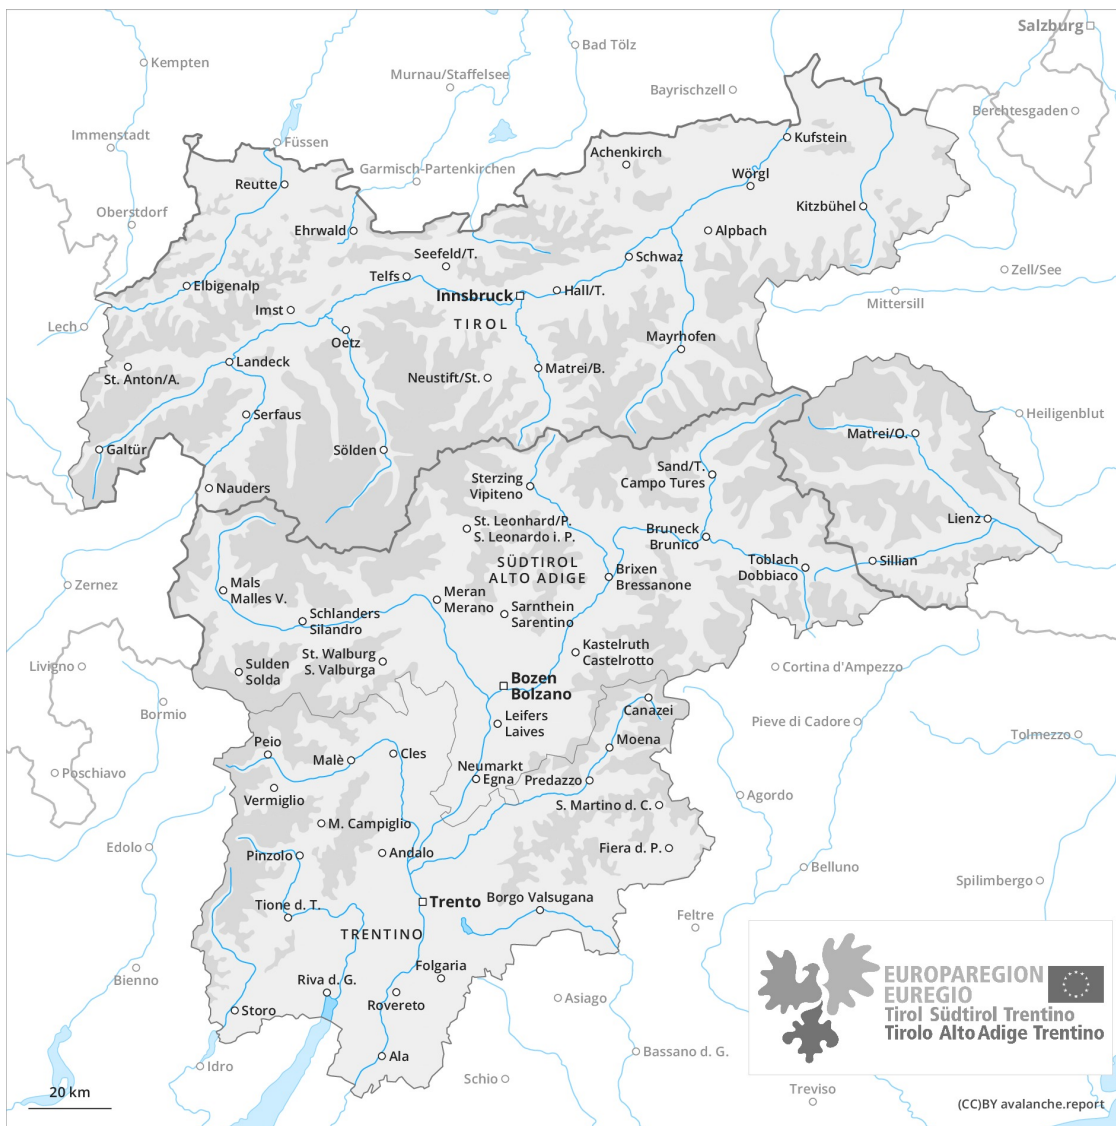 Salzburg
Bad Tölz
Kempten
Murnau/Staffelsee
Bayrischzell
Berchtesgaden
Immenstadt
Füssen
Kufstein
Achenkirch
Garmisch-Partenkirchen
Wörgl
Reutte
Oberstdorf
Kitzbühel
Ehrwald
Alpbach
Seefeld/T.
Schwaz
Telfs
Zell/See
Elbigenalp
Hall/T.
Innsbruck
Mittersill
Imst
TIROL
Lech
Oetz
Mayrhofen
Landeck
Matrei/B.
St. Anton/A.
Neustift/St.
Serfaus
Heiligenblut
Matrei/O.
Galtür
Sölden
Sand/T.
Campo Tures
Sterzing
Vipiteno
Nauders
Lienz
St. Leonhard/P.
S. Leonardo i. P.
Bruneck
Brunico
SÜDTIROL
ALTO ADIGE
Toblach
Dobbiaco
Sillian
Brixen
Bressanone
Zernez
Mals
Malles V.
Meran
Merano
Schlanders
Silandro
Sarnthein
Sarentino
Kastelruth
Castelrotto
St. Walburg
S. Valburga
Livigno
Sulden
Solda
Cortina d'Ampezzo
Bozen
Bolzano
Canazei
Bormio
Leifers
Laives
Pieve di Cadore
Tolmezzo
Peio
Moena
Cles
Malè
Neumarkt
Egna
Predazzo
Poschiavo
Vermiglio
Agordo
S. Martino d. C.
M. Campiglio
Edolo
Fiera d. P.
Pinzolo
Andalo
Belluno
Spilimbergo
Trento
Borgo Valsugana
Tione d. T.
Feltre
TRENTINO
Folgaria
Bienno
Riva d. G.
EUROPAREGION
EUREGIO
Tirol Südtirol Trentino
Tirolo Alto Adige Trentino
Rovereto
Asiago
Storo
Ala
Bassano d. G.
Idro
Schio
Treviso
20 km
(CC)BY avalanche.report